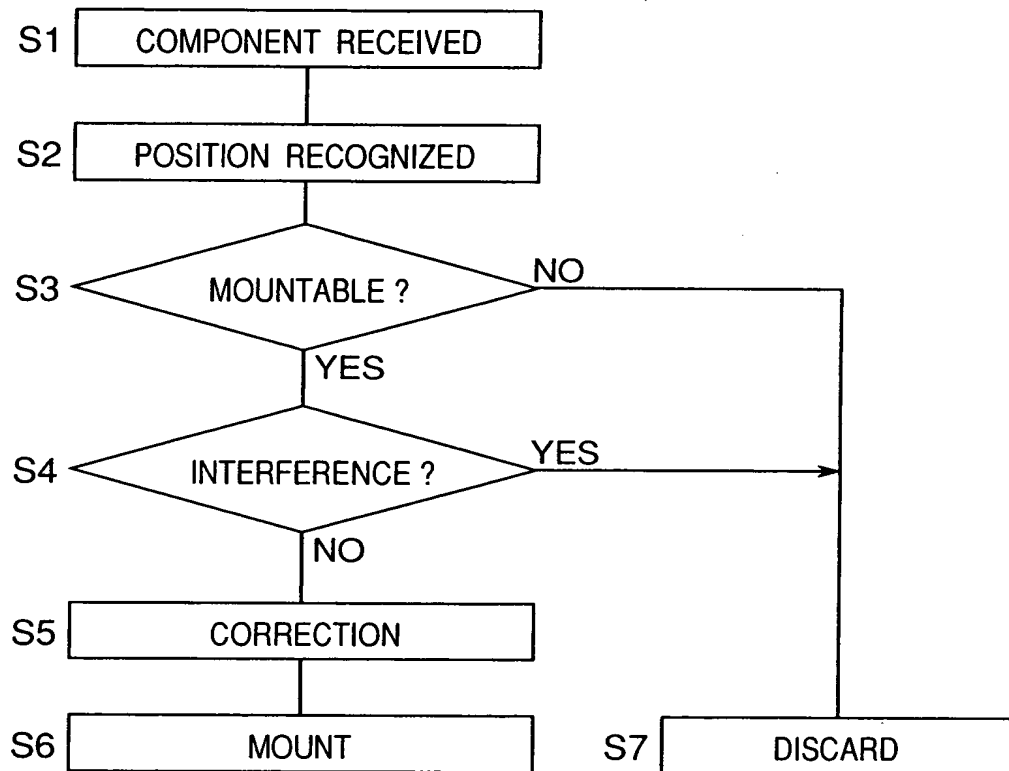 S1 COMPONENT RECEIVED
S2 POSITION RECOGNIZED
S3 MOUNTABLE ? NO
YES
S4 INTERFERENCE ? YES
NO
S5 CORRECTION
S6 MOUNT S7 DISCARD